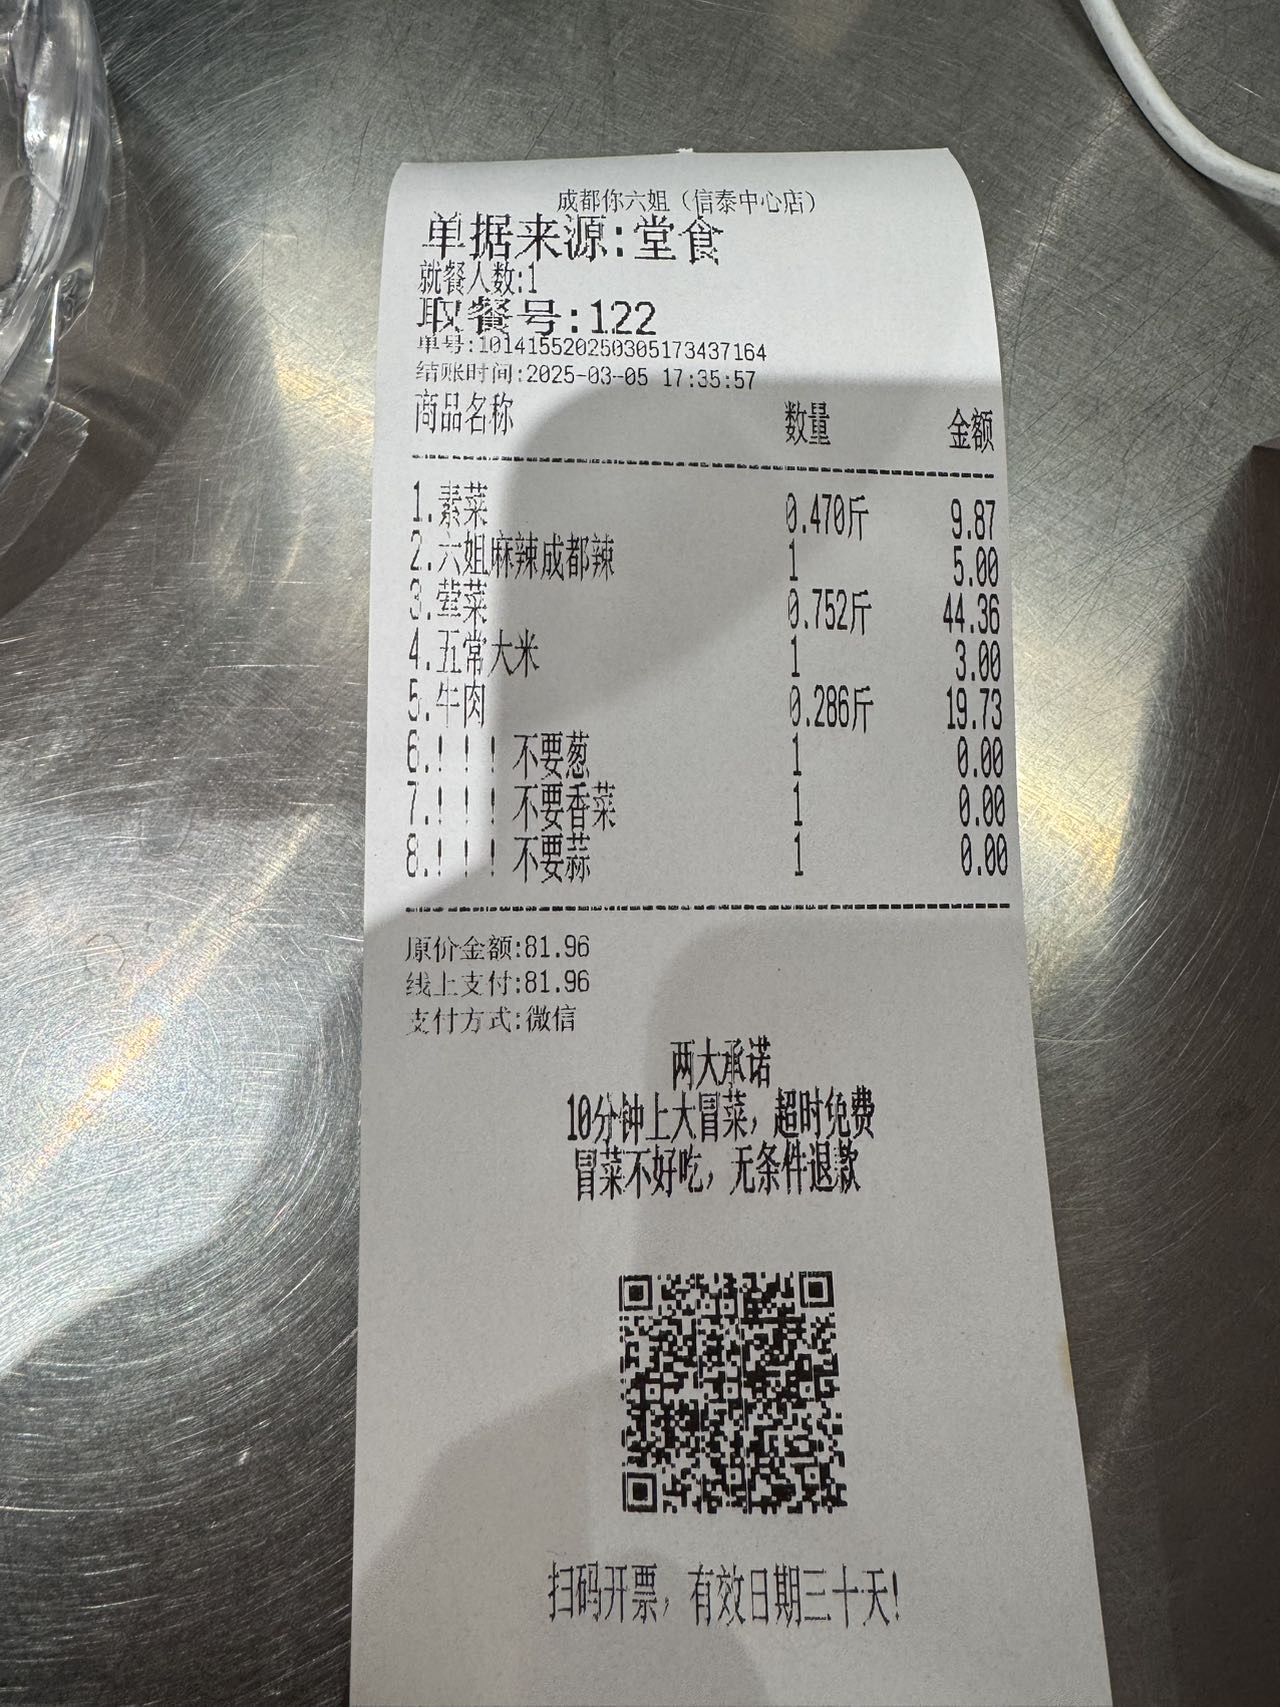 成都你六姐（信泰中心店）
单据来源:堂食
就餐人数:1
取餐号:122
单号:101415520250305173437164
结账时间:2025-03-05 17:35:57
商品名称 数量 金额
1.素菜 0.470斤 9.87
2.六姐麻辣成都辣 1 5.00
3.荤菜 0.752斤 44.36
4.五常大米 1 3.00
5.牛肉 0.286斤 19.73
6.！！！不要葱 1 0.00
7.！！！不要香菜 1 0.00
8.！！！不要蒜 1 0.00
原价金额:81.96
线上支付:81.96
支付方式:微信
两大承诺
10分钟上大冒菜，超时免费
冒菜不好吃，无条件退款
扫码开票，有效日期三十天!